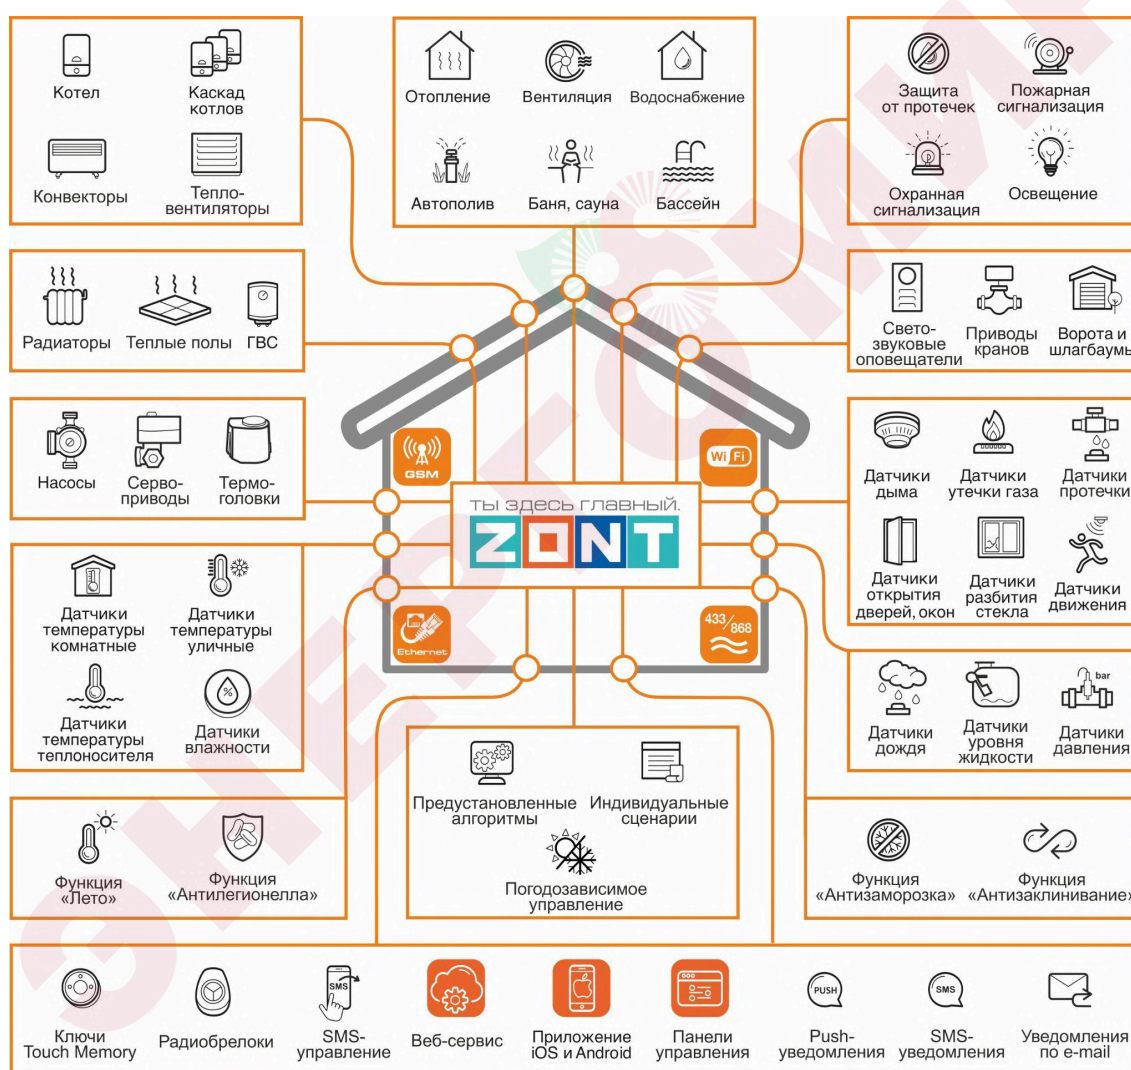 Котел
Каскад
котлов
Конвекторы
Тепло-
вентиляторы
Отопление
Вентиляция
Водоснабжение
Автополив
Баня, сауна
Бассейн
Защита
от протечек
Пожарная
сигнализация
Охранная
сигнализация
Освещение
Радиаторы
Теплые полы
ГВС
Свето-
звуковые
оповещатели
Приводы
кранов
Ворота и
шлагбаумы
Насосы
Серво-
приводы
Термо-
головки
GSM
WiFi
ты здесь главный.
ZONT
Ethernet
433/868
Датчики
дыма
Датчики
утечки газа
Датчики
протечки
Датчики
открытия
дверей, окон
Датчики
разбития
стекла
Датчики
движения
Датчики
температуры
комнатные
Датчики
температуры
уличные
Датчики
температуры
теплоносителя
%
Датчики
влажности
Датчики
дождя
Датчики
уровня
жидкости
bar
Датчики
давления
Предустановленные
алгоритмы
Индивидуальные
сценарии
Погодозависимое
управление
Функция
«Лето»
Функция
«Антилегионелла»
Функция
«Антизаморозка»
Функция
«Антизаклинивание»
Ключи
Touch Memory
Радиобрелоки
SMS
SMS-
управление
Веб-сервис
Приложение
iOS и Android
Панели
управления
PUSH
Push-
уведомления
SMS
SMS-
уведомления
Уведомления
по e-mail
ЭНЕРГОМИР